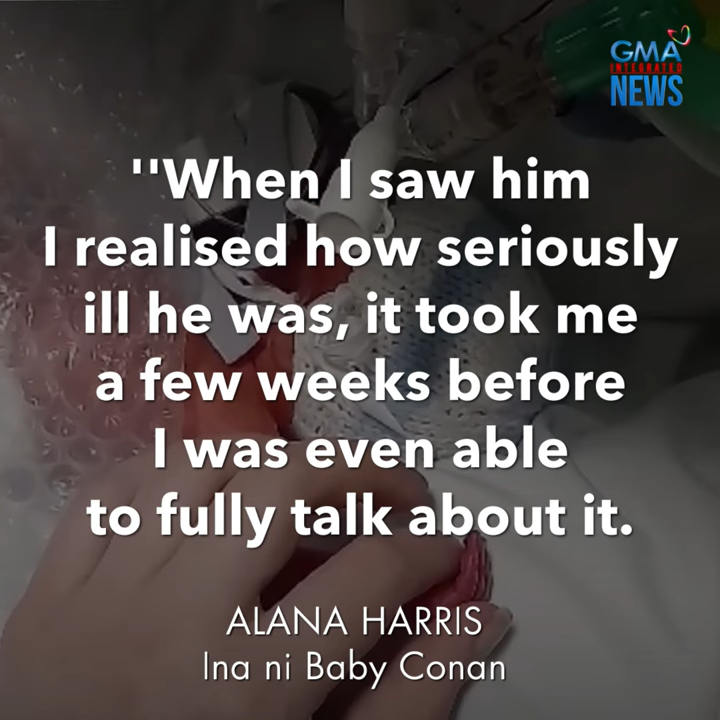 GMA
INTEGRATED
NEWS
''When I saw him
I realised how seriously
ill he was, it took me
a few weeks before
I was even able
to fully talk about it.
ALANA HARRIS
Ina ni Baby Conan